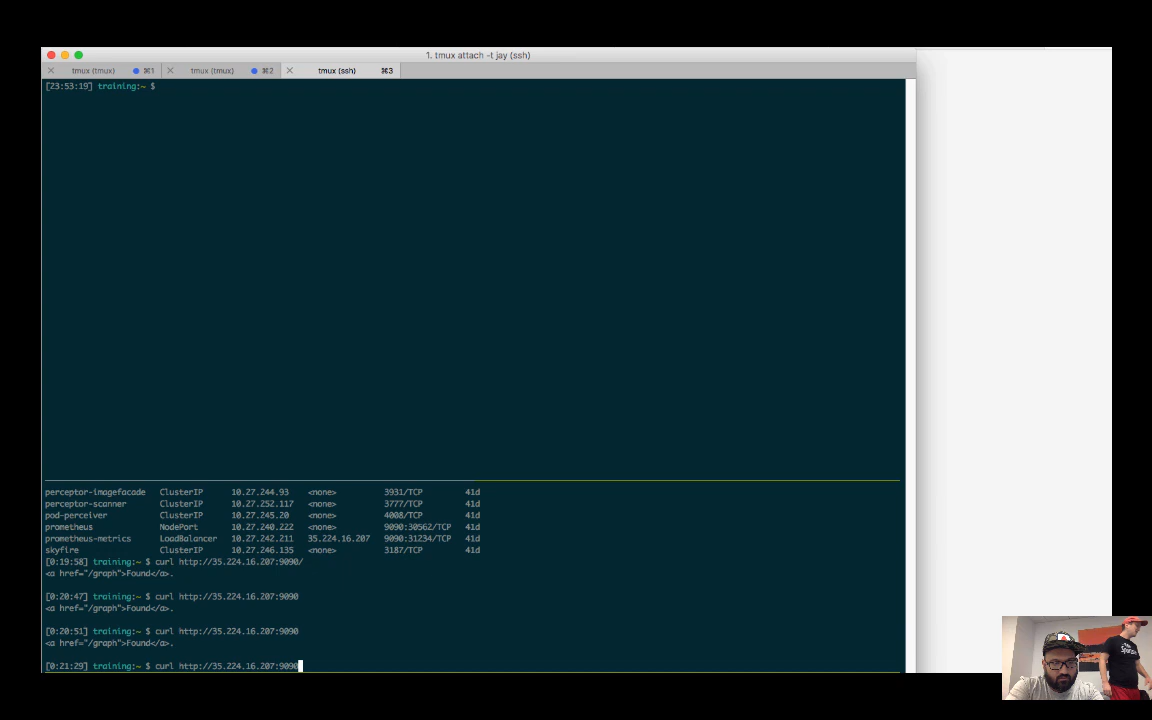 1. tmux attach -t jay (ssh)
tmux (tmux) ⌘1 tmux (tmux) ⌘2 tmux (ssh) ⌘3
[23:53:19] training:~ $
perceptor-imagefacade ClusterIP 10.27.244.93 <none> 3931/TCP 41d
perceptor-scanner ClusterIP 10.27.252.117 <none> 3777/TCP 41d
pod-perceiver ClusterIP 10.27.245.20 <none> 4008/TCP 41d
prometheus NodePort 10.27.240.222 <none> 9090:30562/TCP 41d
prometheus-metrics LoadBalancer 10.27.242.211 35.224.16.207 9090:31234/TCP 41d
skyfire ClusterIP 10.27.246.135 <none> 3187/TCP 41d
[0:19:58] training:~ $ curl http://35.224.16.207:9090/
<a href="/graph">Found</a>.
[0:20:47] training:~ $ curl http://35.224.16.207:9090
<a href="/graph">Found</a>.
[0:20:51] training:~ $ curl http://35.224.16.207:9090
<a href="/graph">Found</a>.
[0:21:29] training:~ $ curl http://35.224.16.207:9090